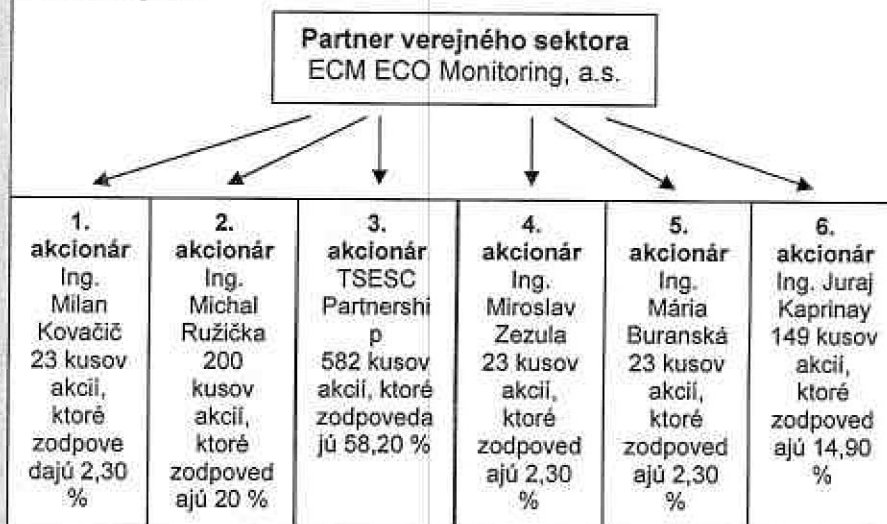 Partner verejného sektora
ECM ECO Monitoring, a.s.
1.
akcionár
Ing.
Milan
Kovačič
23 kusov
akcií,
ktoré
zodpove
dajú 2,30
%
2.
akcionár
Ing.
Michal
Ružička
200
kusov
akcií,
ktoré
zodpoved
ajú 20 %
3.
akcionár
TSESC
Partnershi
p
582 kusov
akcií, ktoré
zodpoveda
jú 58,20 %
4.
akcionár
Ing.
Miroslav
Zezula
23 kusov
akcií,
ktoré
zodpoved
ajú 2,30
%
5.
akcionár
Ing.
Mária
Buranská
23 kusov
akcií,
ktoré
zodpoved
ajú 2,30
%
6.
akcionár
Ing. Juraj
Kaprinay
149 kusov
akcií,
ktoré
zodpoved
ajú 14,90
%